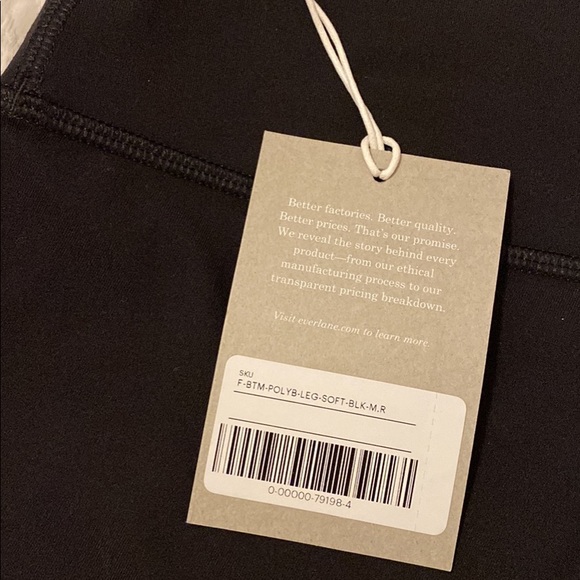 Better factories. Better quality.
Better prices. That's our promise.
We reveal the story behind every
product—from our ethical
manufacturing process to our
transparent pricing breakdown.
Visit everlane.com to learn more.
SKU
F-BTM-POLYB-LEG-SOFT-BLK-M.R
0-00000-79198-4